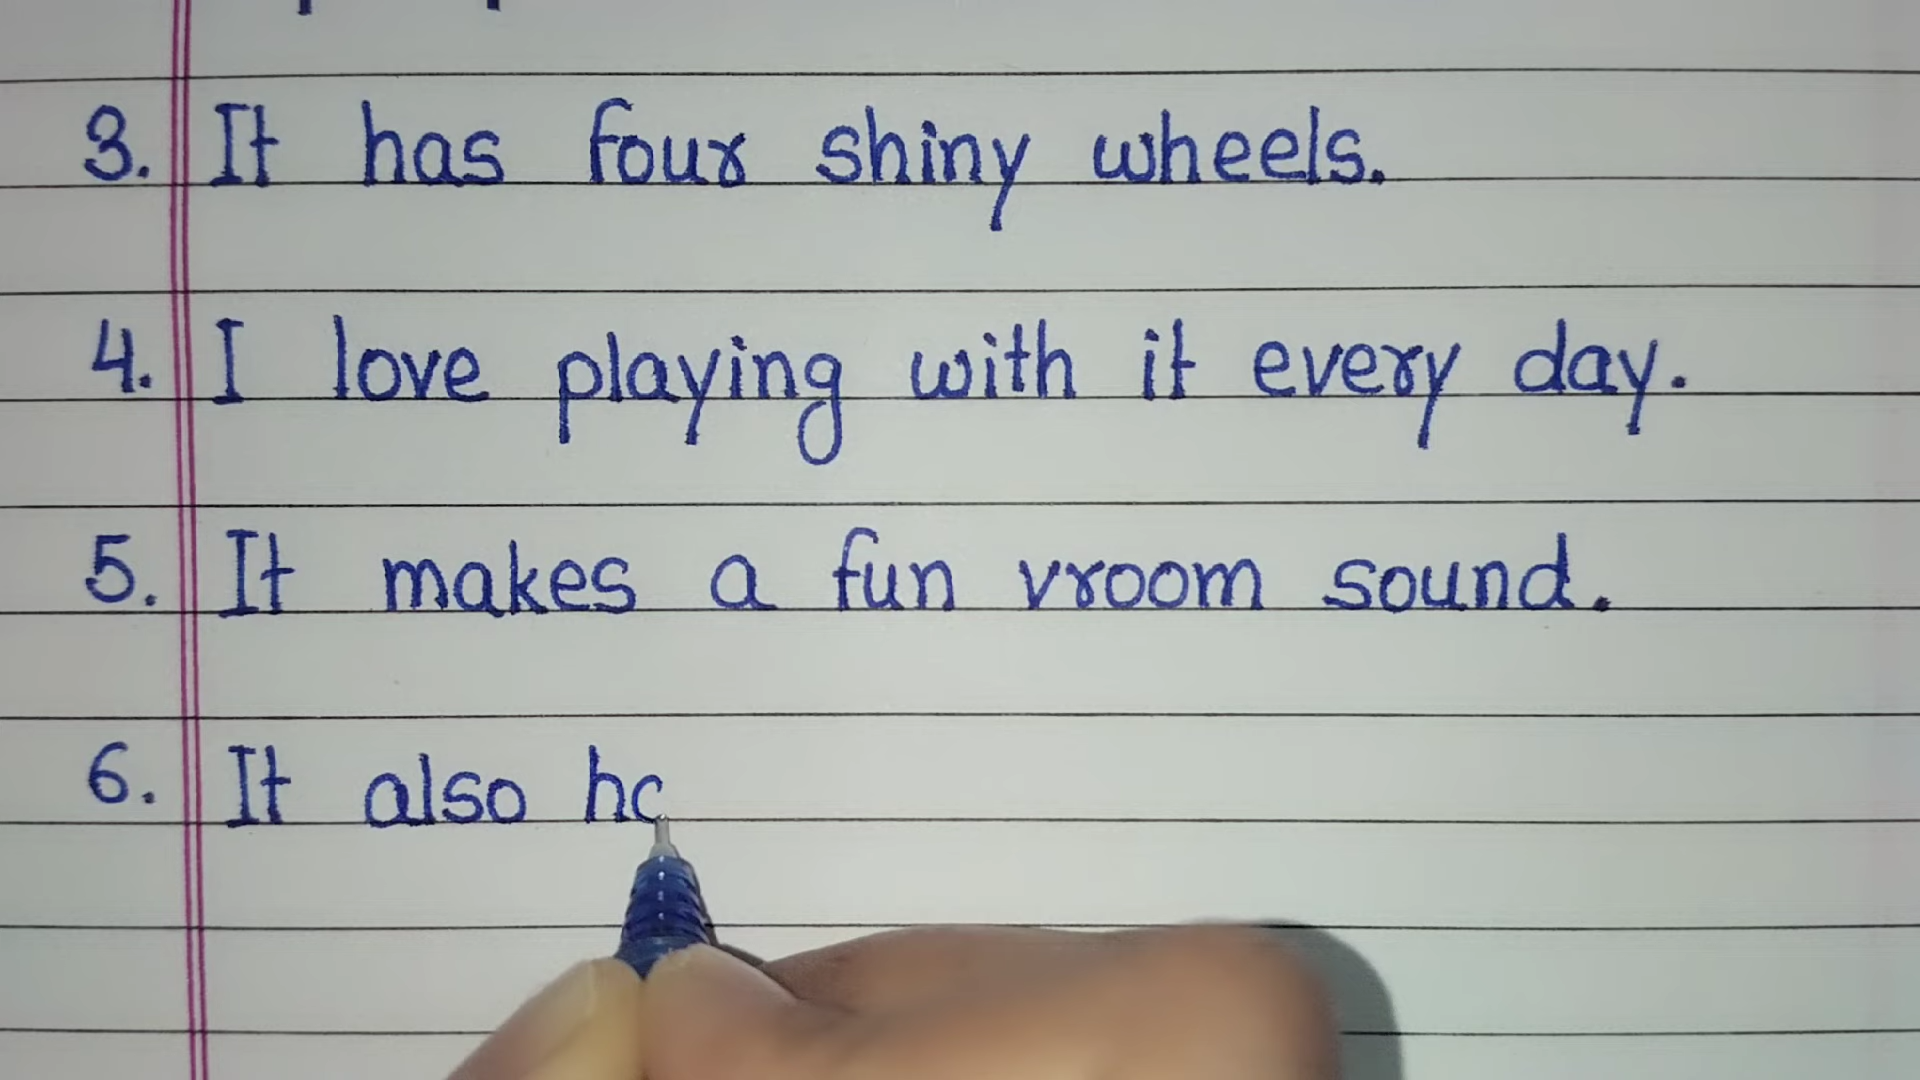 3. It has four shiny wheels.
4. I love playing with it every day.
5. It makes a fun vroom sound.
6. It also